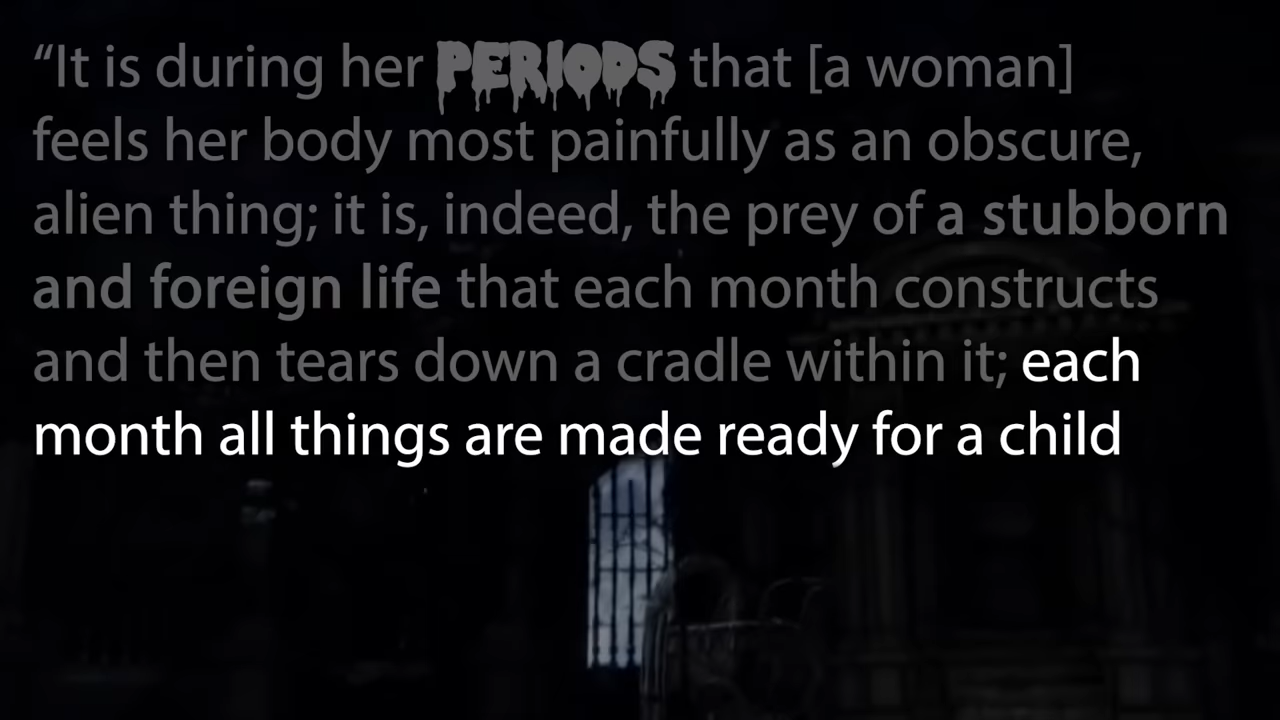 “It is during her PERIODS that [a woman]
feels her body most painfully as an obscure,
alien thing; it is, indeed, the prey of a stubborn
and foreign life that each month constructs
and then tears down a cradle within it; each
month all things are made ready for a child